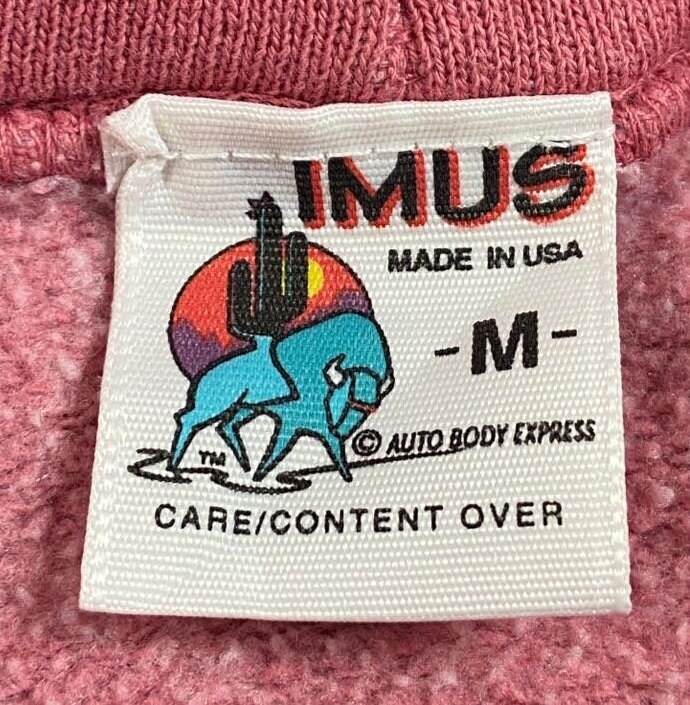 IMUS
MADE IN USA
-M-
© AUTO BODY EXPRESS
TM
CARE/CONTENT OVER